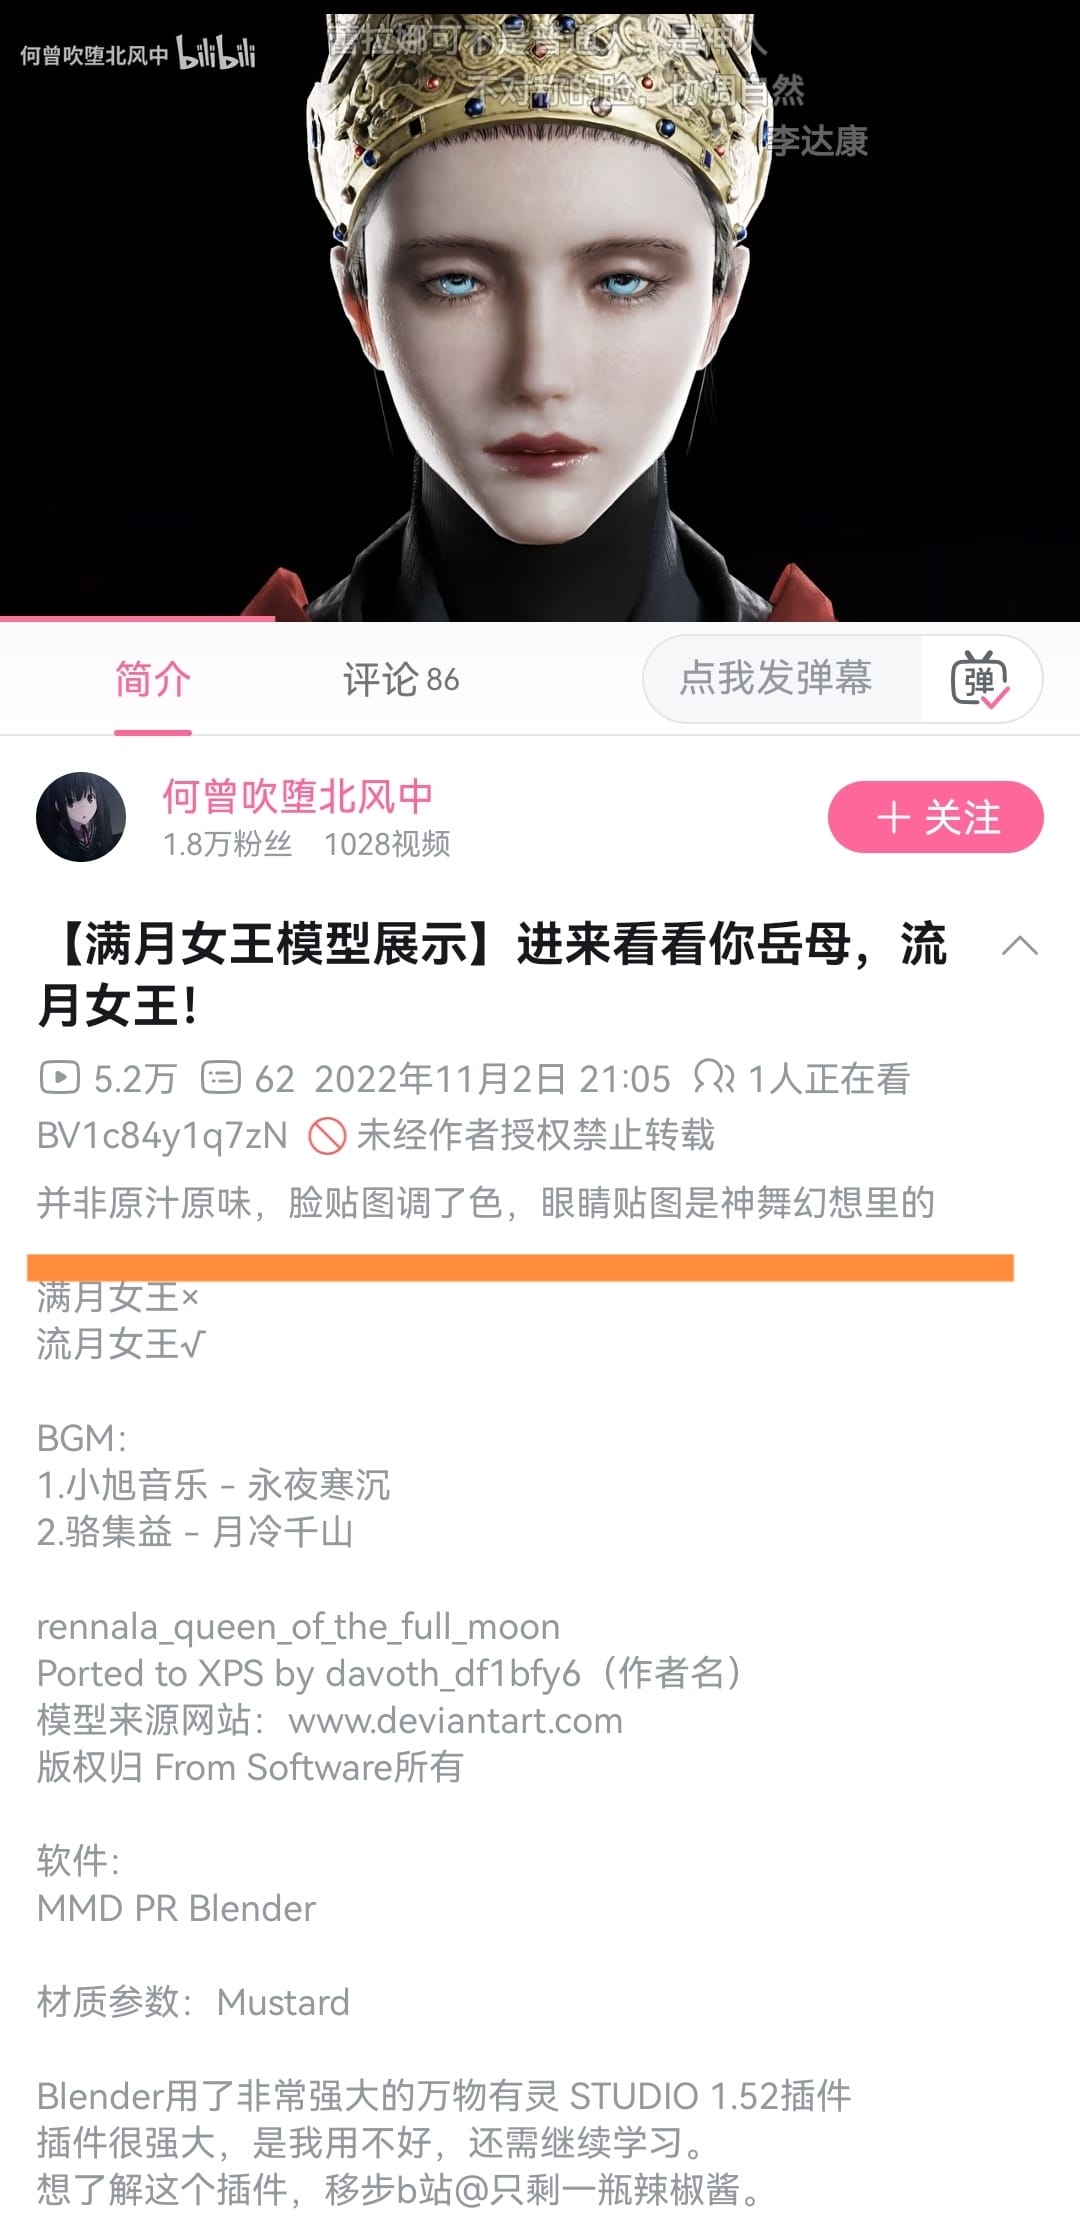 何曾吹堕北风中 bilibili
蕾拉娜可不是普通人，是神人
不对称的脸，协调自然
李达康
简介
评论 86
点我发弹幕
弹
何曾吹堕北风中
1.8万粉丝 1028视频
＋ 关注
【满月女王模型展示】进来看看你岳母，流
月女王！
5.2万 62 2022年11月2日 21:05 1人正在看
BV1c84y1q7zN 未经作者授权禁止转载
并非原汁原味，脸贴图调了色，眼睛贴图是神舞幻想里的
满月女王×
流月女王√
BGM：
1.小旭音乐 - 永夜寒沉
2.骆集益 - 月冷千山
rennala_queen_of_the_full_moon
Ported to XPS by davoth_df1bfy6（作者名）
模型来源网站：www.deviantart.com
版权归 From Software所有
软件：
MMD PR Blender
材质参数：Mustard
Blender用了非常强大的万物有灵 STUDIO 1.52插件
插件很强大，是我用不好，还需继续学习。
想了解这个插件，移步b站@只剩一瓶辣椒酱。